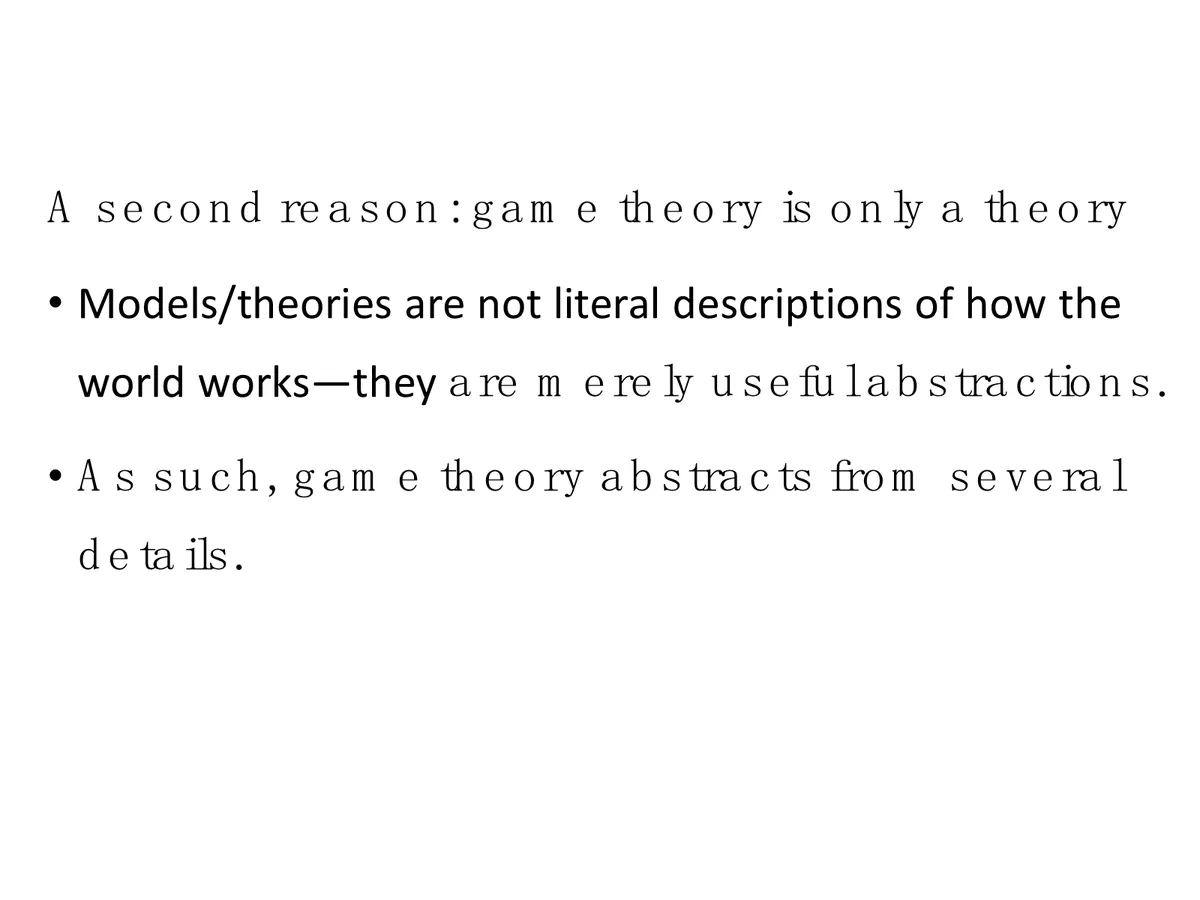 A second reason: game theory is only a theory
• Models/theories are not literal descriptions of how the
world works—they are merely useful abstractions.
• As such, game theory abstracts from several
details.